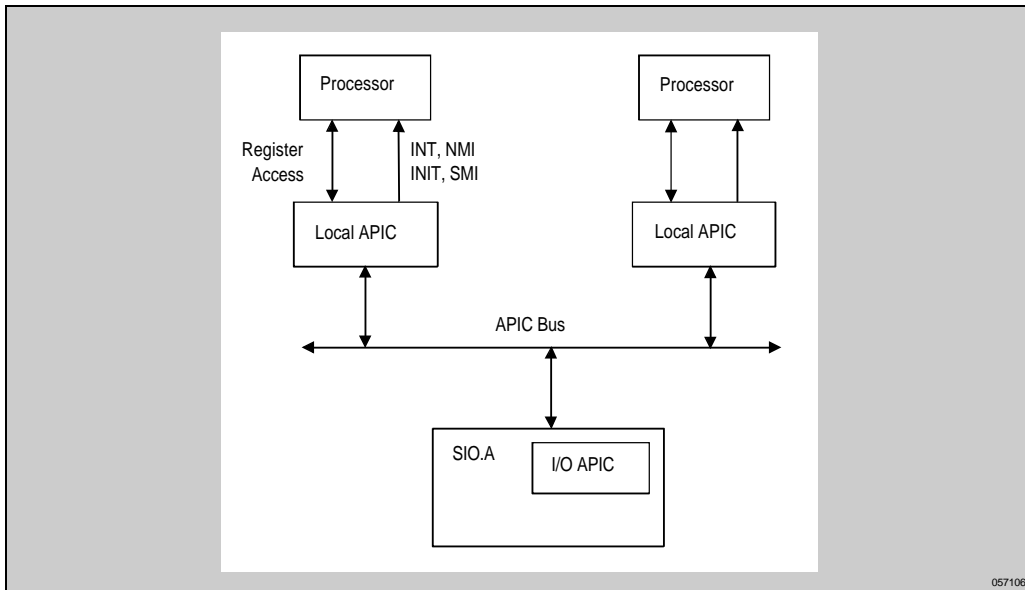 Processor
Processor
Register
Access
INT, NMI
INIT, SMI
Local APIC
Local APIC
APIC Bus
SIO.A
I/O APIC
057106